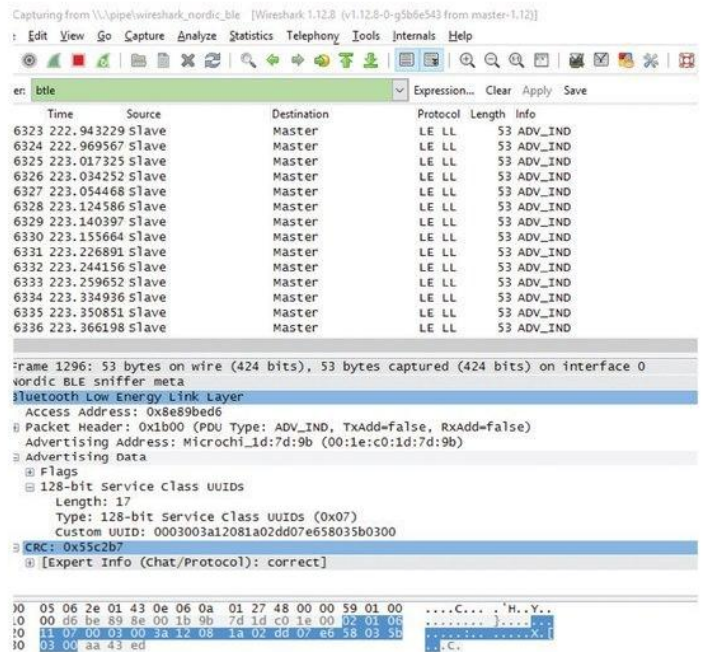 Capturing from \\.\pipe\wireshark_nordic_ble [Wireshark 1.12.8 (v1.12.8-0-g5b6e543 from master-1.12)]
Edit View Go Capture Analyze Statistics Telephony Tools Internals Help
er: btle Expression... Clear Apply Save
Time Source Destination Protocol Length Info
6323 222.943229 Slave Master LE LL 53 ADV_IND
6324 222.969567 Slave Master LE LL 53 ADV_IND
6325 223.017325 Slave Master LE LL 53 ADV_IND
6326 223.034252 Slave Master LE LL 53 ADV_IND
6327 223.054468 Slave Master LE LL 53 ADV_IND
6328 223.124586 Slave Master LE LL 53 ADV_IND
6329 223.140397 Slave Master LE LL 53 ADV_IND
6330 223.155664 Slave Master LE LL 53 ADV_IND
6331 223.226891 Slave Master LE LL 53 ADV_IND
6332 223.244156 Slave Master LE LL 53 ADV_IND
6333 223.259652 Slave Master LE LL 53 ADV_IND
6334 223.334936 Slave Master LE LL 53 ADV_IND
6335 223.350851 Slave Master LE LL 53 ADV_IND
6336 223.366198 Slave Master LE LL 53 ADV_IND
Frame 1296: 53 bytes on wire (424 bits), 53 bytes captured (424 bits) on interface 0
Nordic BLE sniffer meta
Bluetooth Low Energy Link Layer
Access Address: 0x8e89bed6
Packet Header: 0x1b00 (PDU Type: ADV_IND, TxAdd=false, RxAdd=false)
Advertising Address: Microchi_1d:7d:9b (00:1e:c0:1d:7d:9b)
Advertising Data
Flags
128-bit Service Class UUIDs
Length: 17
Type: 128-bit Service Class UUIDs (0x07)
Custom UUID: 0003003a12081a02dd07e658035b0300
CRC: 0x55c2b7
[Expert Info (Chat/Protocol): correct]
00 05 06 2e 01 43 0e 06 0a 01 27 48 00 00 59 01 00 ....C... .'H..Y..
10 00 d6 be 89 8e 00 1b 9b 7d 1d c0 1e 00 02 01 06 ........ }.......
20 11 07 00 03 00 3a 12 08 1a 02 dd 07 e6 58 03 5b .....:.. .....X.[
30 03 00 aa 43 ed ...C.